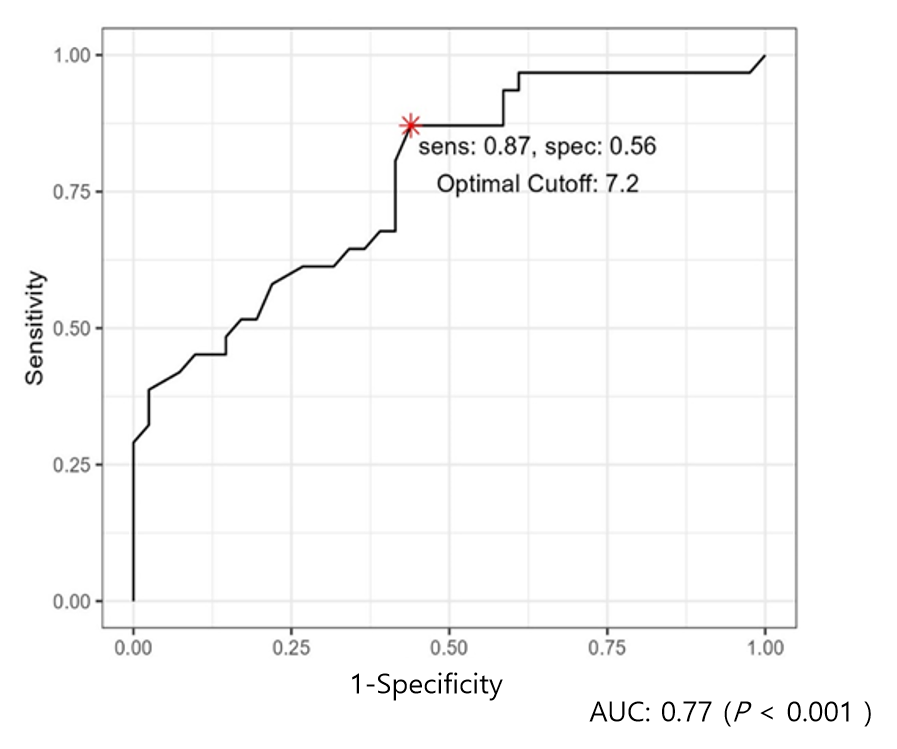 1.00
0.75
0.50
0.25
0.00
Sensitivity
sens: 0.87, spec: 0.56
Optimal Cutoff: 7.2
0.00 0.25 0.50 0.75 1.00
1-Specificity
AUC: 0.77 (P < 0.001 )